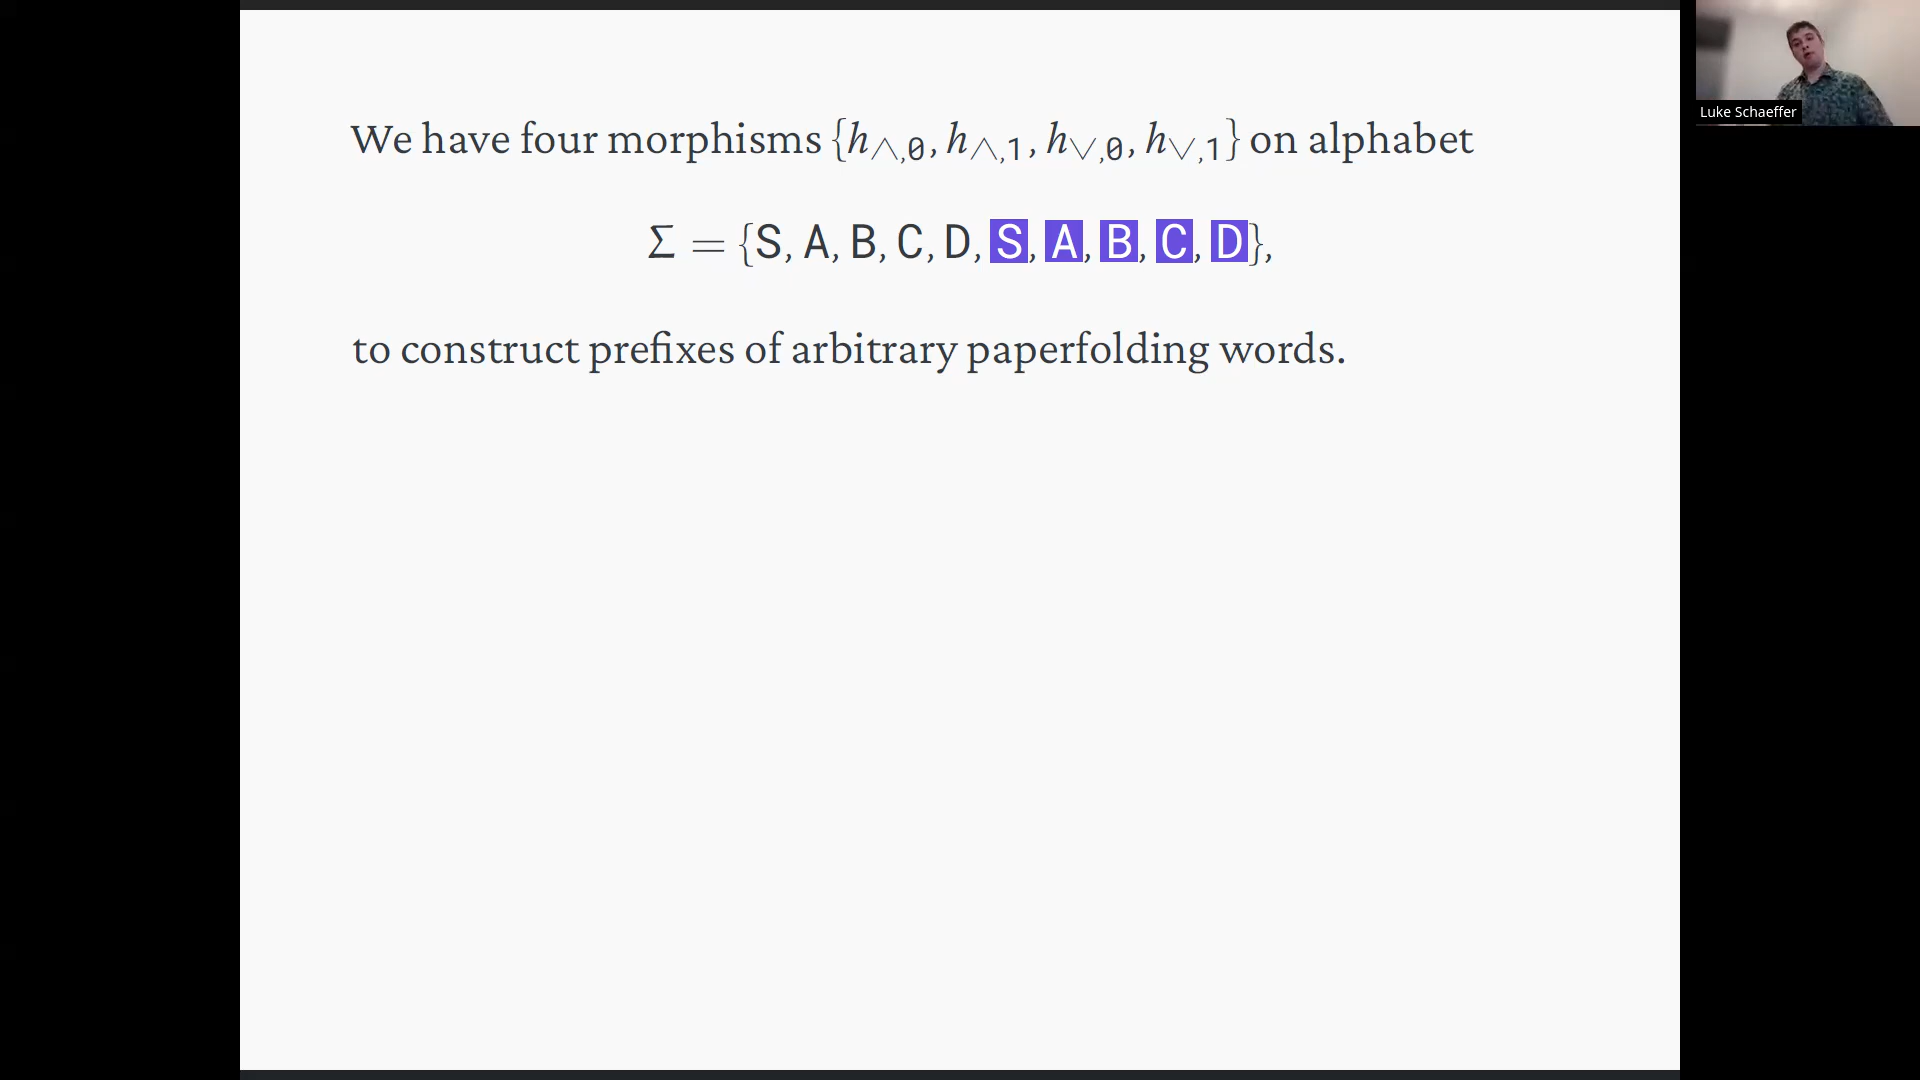 We have four morphisms {h∧,0, h∧,1, h∨,0, h∨,1} on alphabet
Σ = {S, A, B, C, D, S, A, B, C, D},
to construct prefixes of arbitrary paperfolding words.
Luke Schaeffer